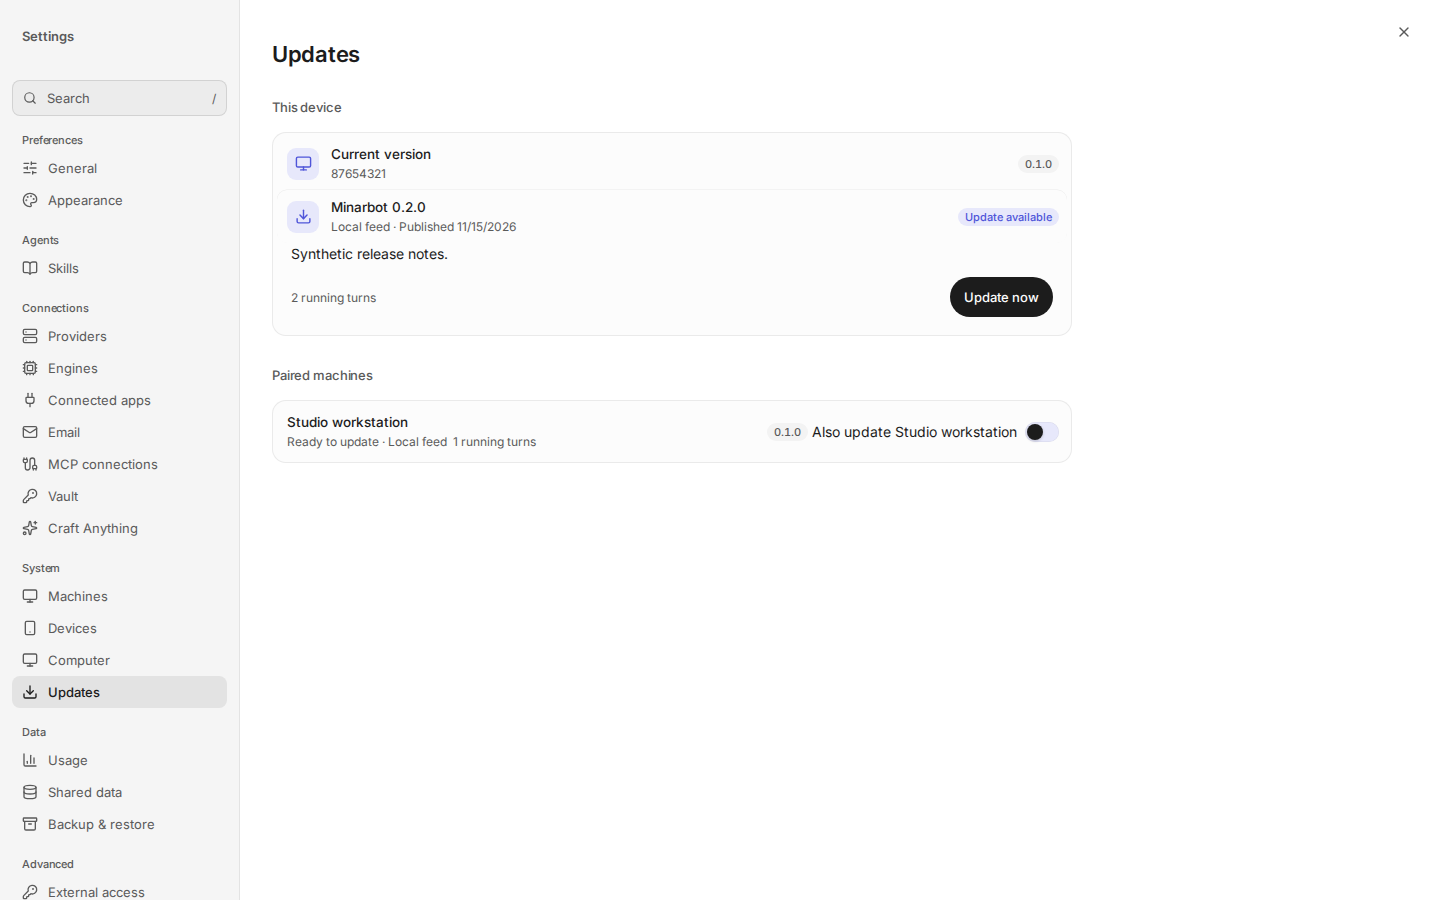 Settings
Search /
Preferences
General
Appearance
Agents
Skills
Connections
Providers
Engines
Connected apps
Email
MCP connections
Vault
Craft Anything
System
Machines
Devices
Computer
Updates
Data
Usage
Shared data
Backup & restore
Advanced
External access
Updates
This device
Current version
87654321
0.1.0
Minarbot 0.2.0
Local feed · Published 11/15/2026
Update available
Synthetic release notes.
2 running turns
Update now
Paired machines
Studio workstation
Ready to update · Local feed 1 running turns
0.1.0 Also update Studio workstation